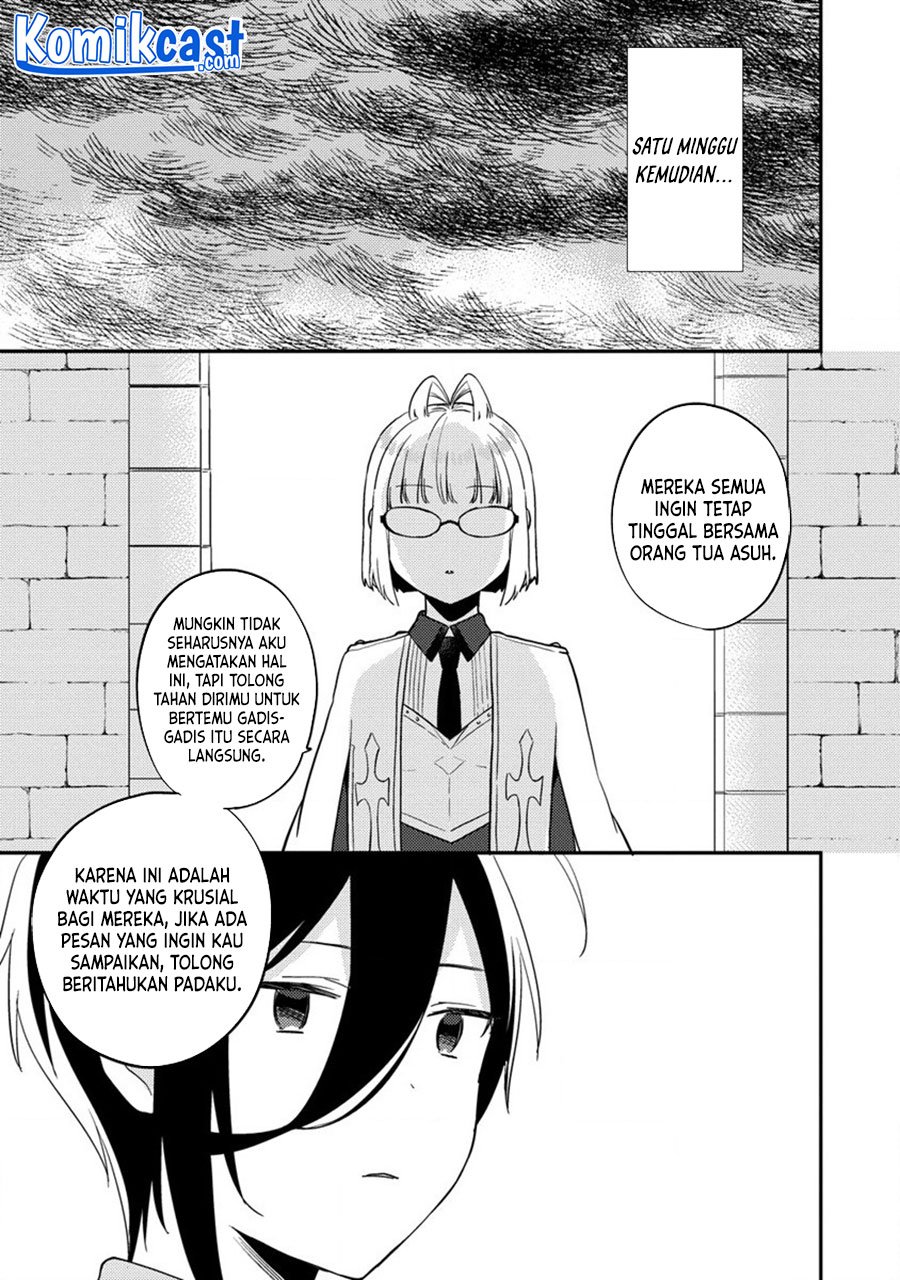 Komikcast
.com
SATU MINGGU
KEMUDIAN...
MEREKA SEMUA
INGIN TETAP
TINGGAL BERSAMA
ORANG TUA ASUH.
MUNGKIN TIDAK
SEHARUSNYA AKU
MENGATAKAN HAL
INI, TAPI TOLONG
TAHAN DIRIMU UNTUK
BERTEMU GADIS-
GADIS ITU SECARA
LANGSUNG.
KARENA INI ADALAH
WAKTU YANG KRUSIAL
BAGI MEREKA, JIKA ADA
PESAN YANG INGIN KAU
SAMPAIKAN, TOLONG
BERITAHUKAN PADAKU.